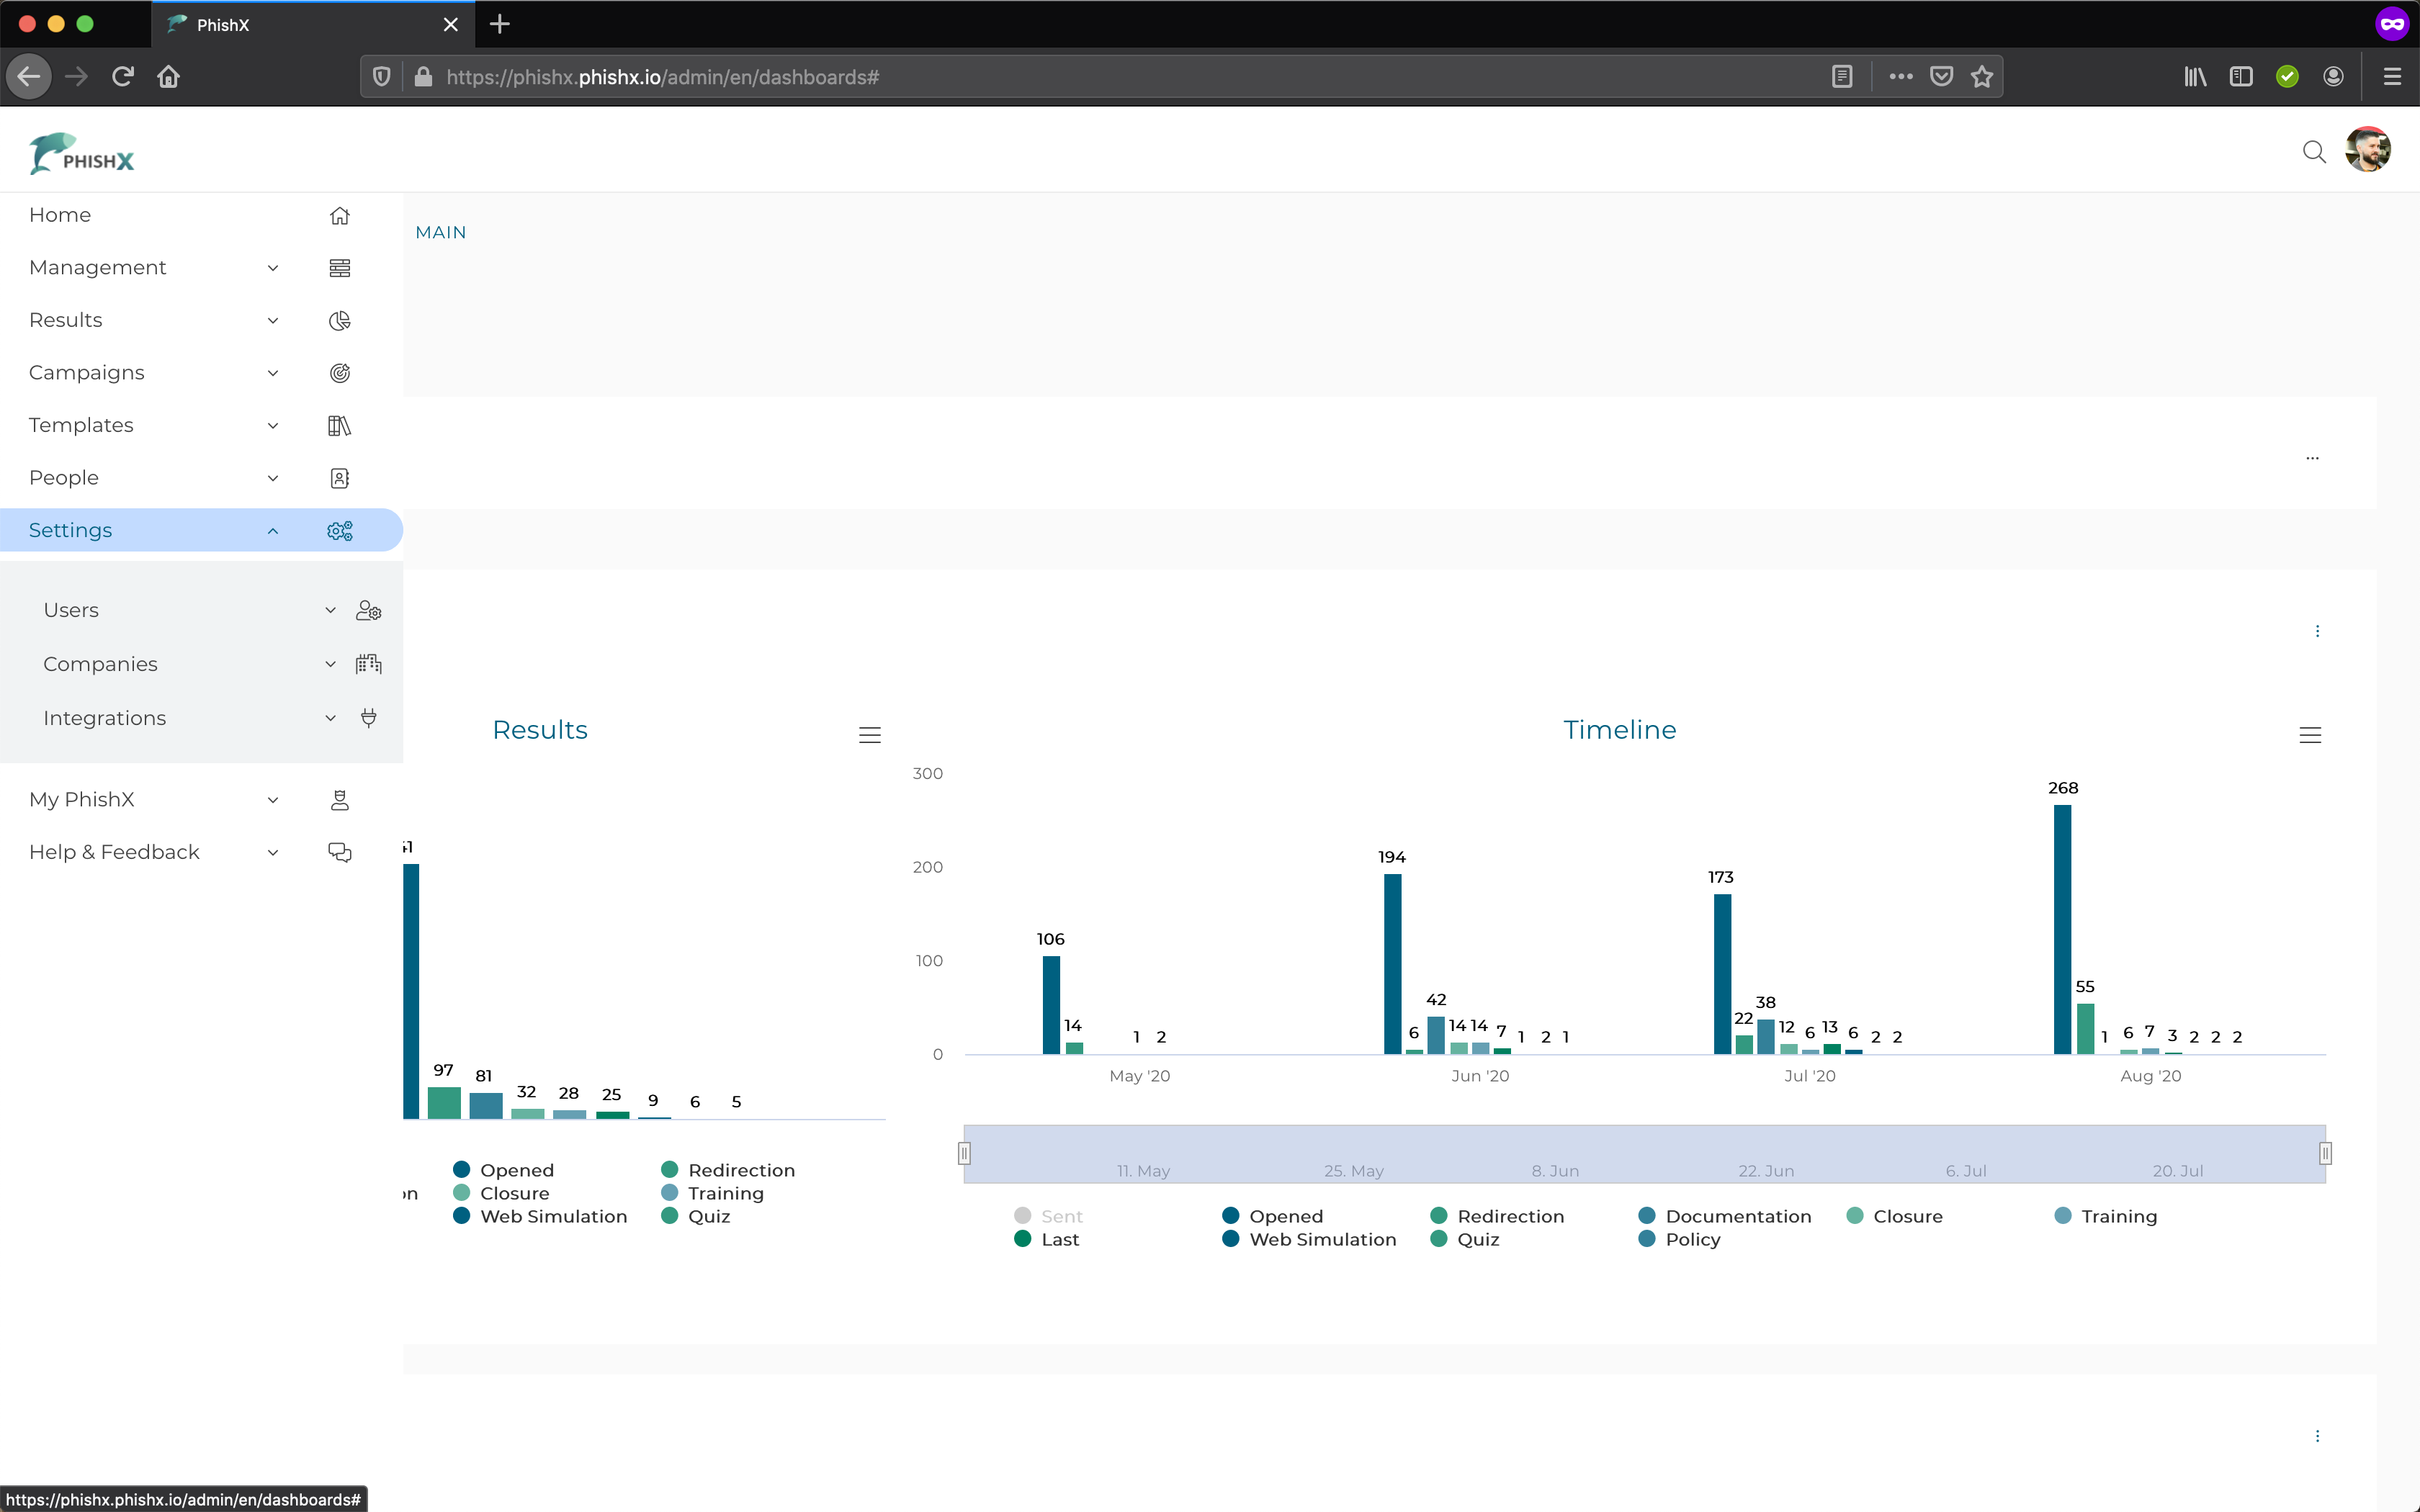 PhishX
https://phishx.phishx.io/admin/en/dashboards#
PHISHX
Home
Management
Results
Campaigns
Templates
People
Settings
Users
Companies
Integrations
My PhishX
Help & Feedback
MAIN
Results
41
97
81
32
28
25
9
6
5
on
Opened
Redirection
Closure
Training
Web Simulation
Quiz
Timeline
300
200
100
0
106
14
1
2
194
6
42
14
14
7
1
2
1
173
22
38
12
6
13
6
2
2
268
55
1
6
7
3
2
2
2
May '20
Jun '20
Jul '20
Aug '20
11. May
25. May
8. Jun
22. Jun
6. Jul
20. Jul
Sent
Opened
Redirection
Documentation
Closure
Training
Last
Web Simulation
Quiz
Policy
https://phishx.phishx.io/admin/en/dashboards#